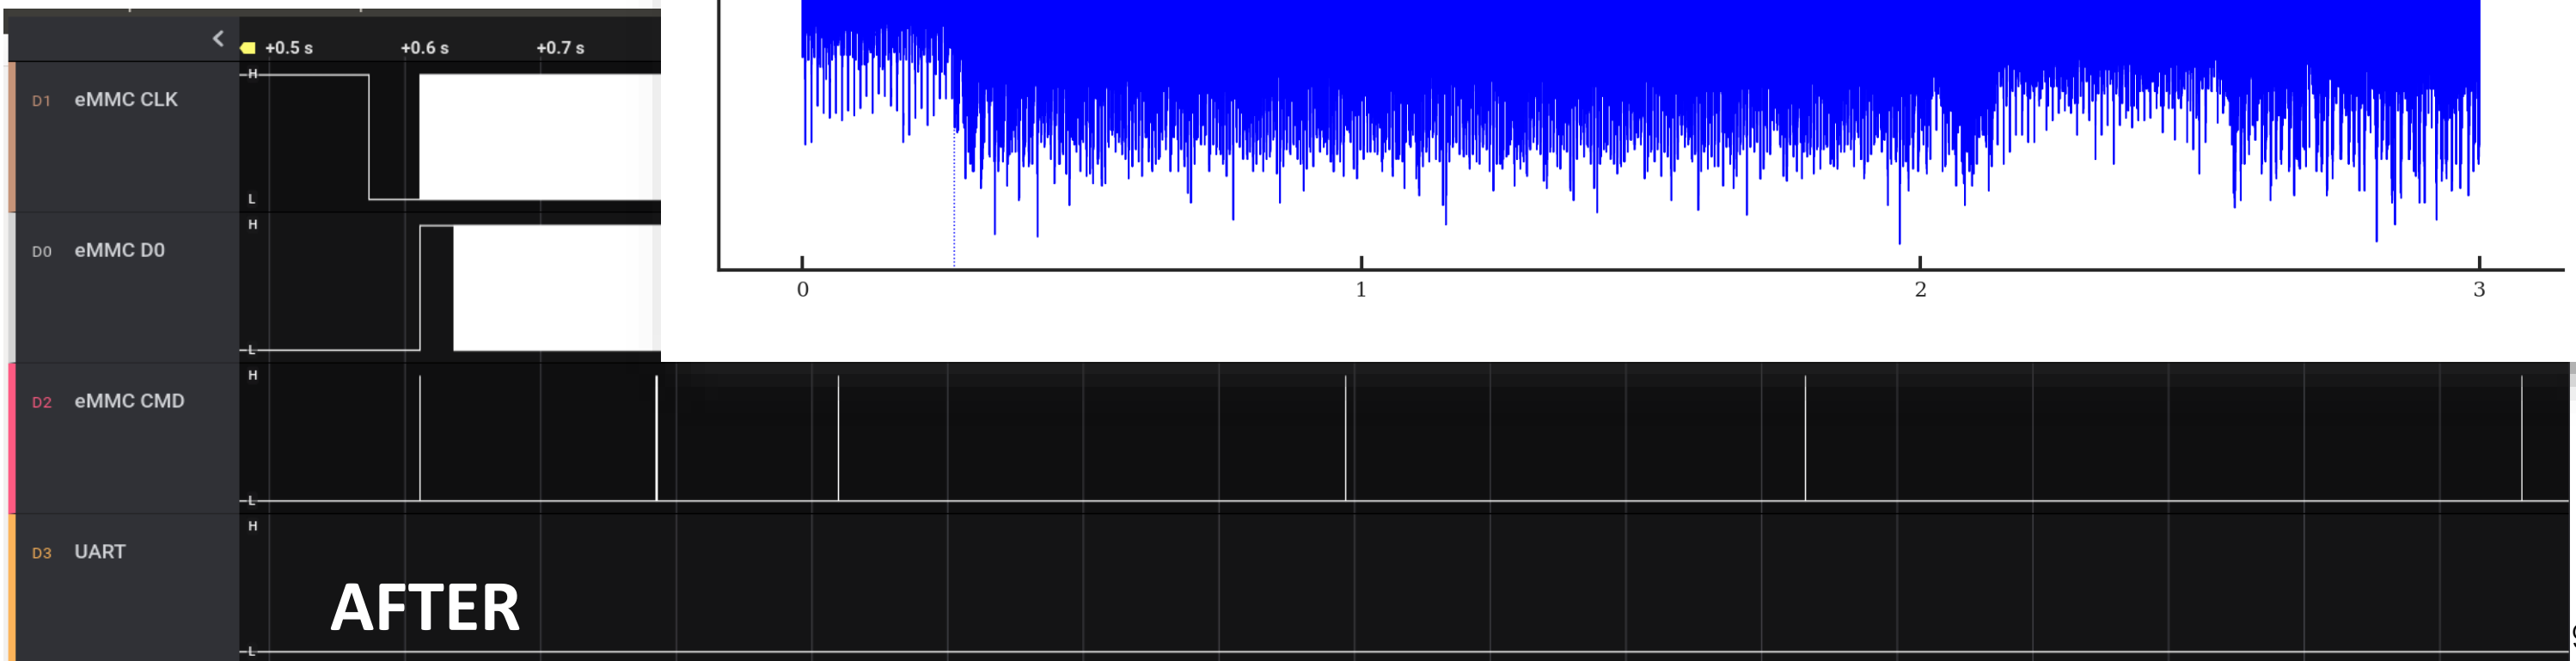 +0.5 s +0.6 s +0.7 s
H
D1 eMMC CLK
L
H
D0 eMMC D0
L
0 1 2 3
H
D2 eMMC CMD
L
H
D3 UART
AFTER
L